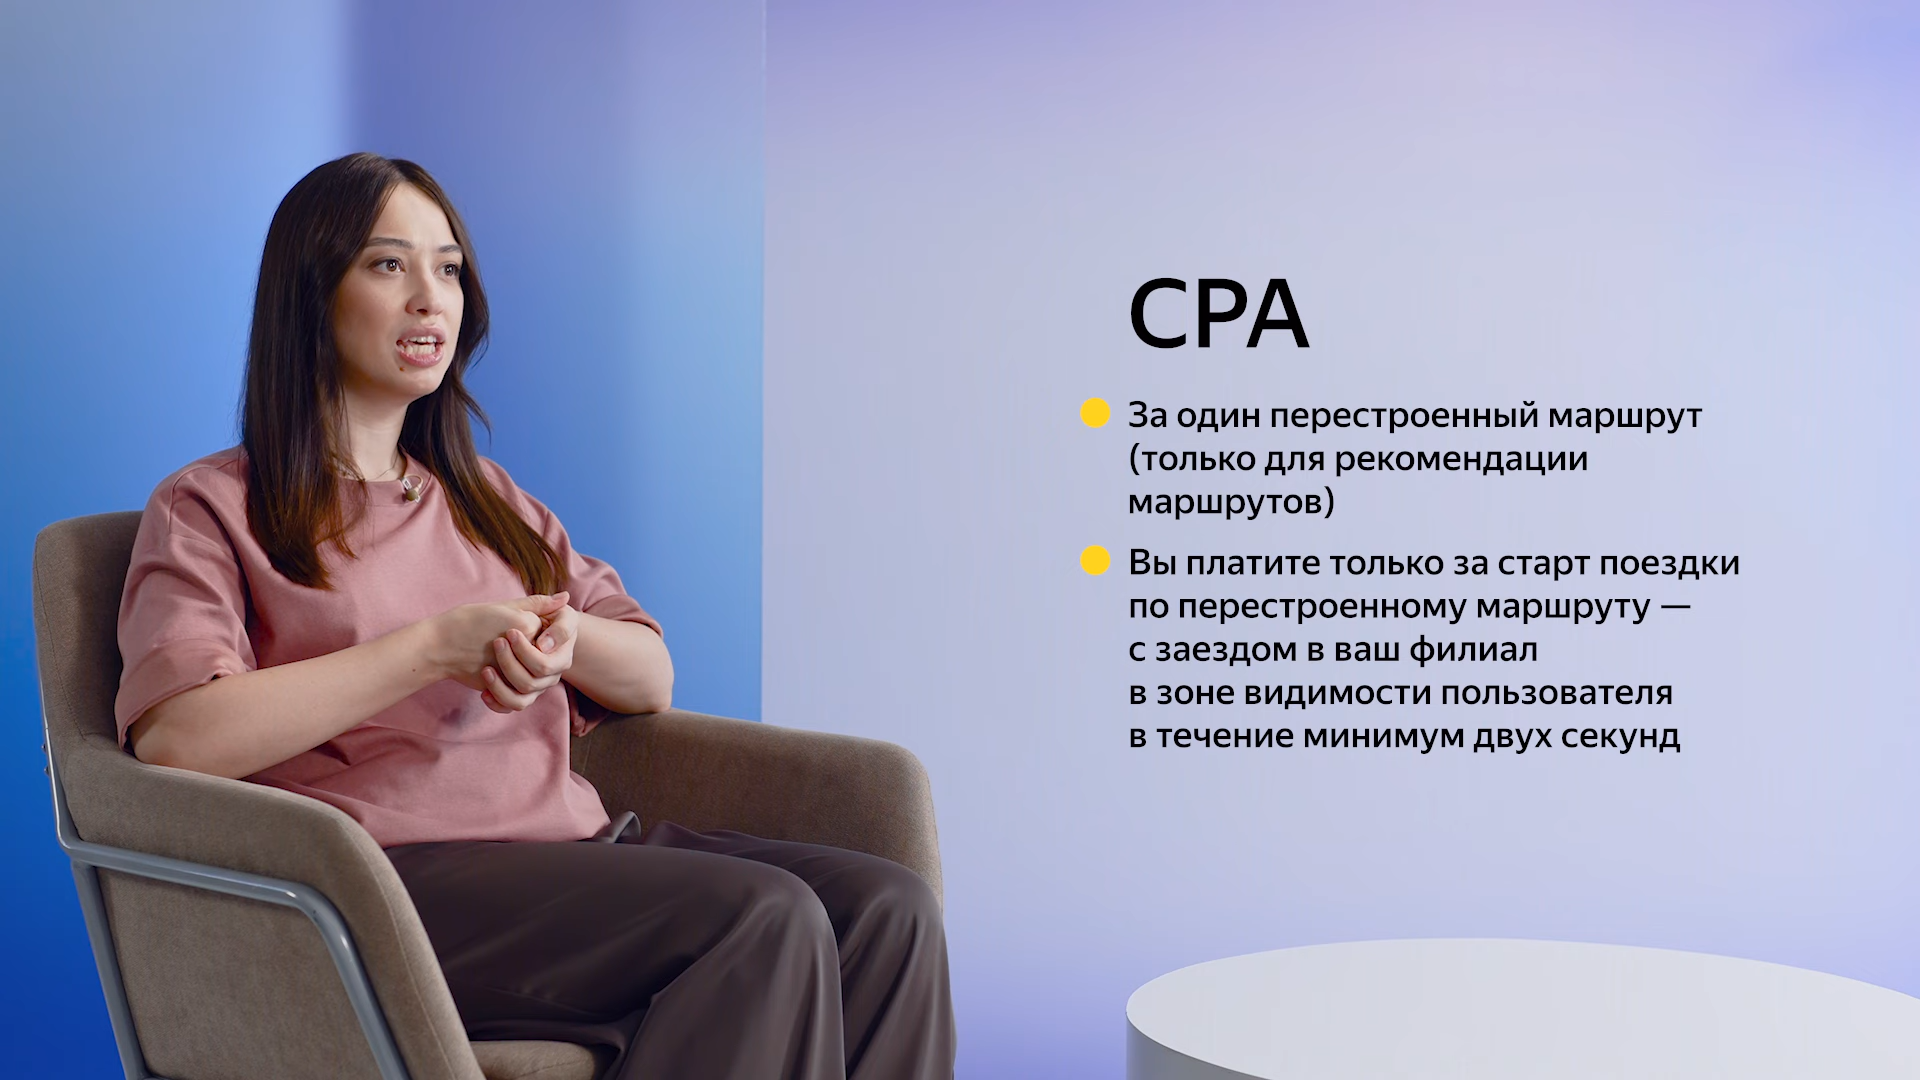 CPA
За один перестроенный маршрут
(только для рекомендации
маршрутов)
Вы платите только за старт поездки
по перестроенному маршруту —
с заездом в ваш филиал
в зоне видимости пользователя
в течение минимум двух секунд